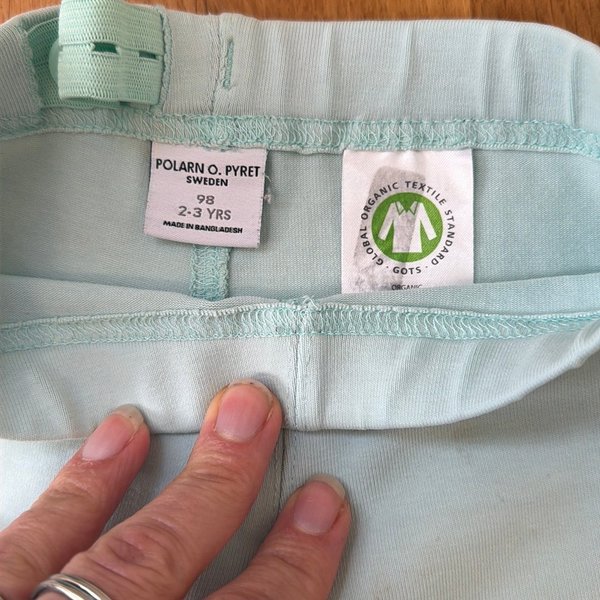 POLARN O. PYRET
SWEDEN
98
2-3 YRS
MADE IN BANGLADESH
GLOBAL ORGANIC TEXTILE STANDARD
· GOTS ·
ORGANIC